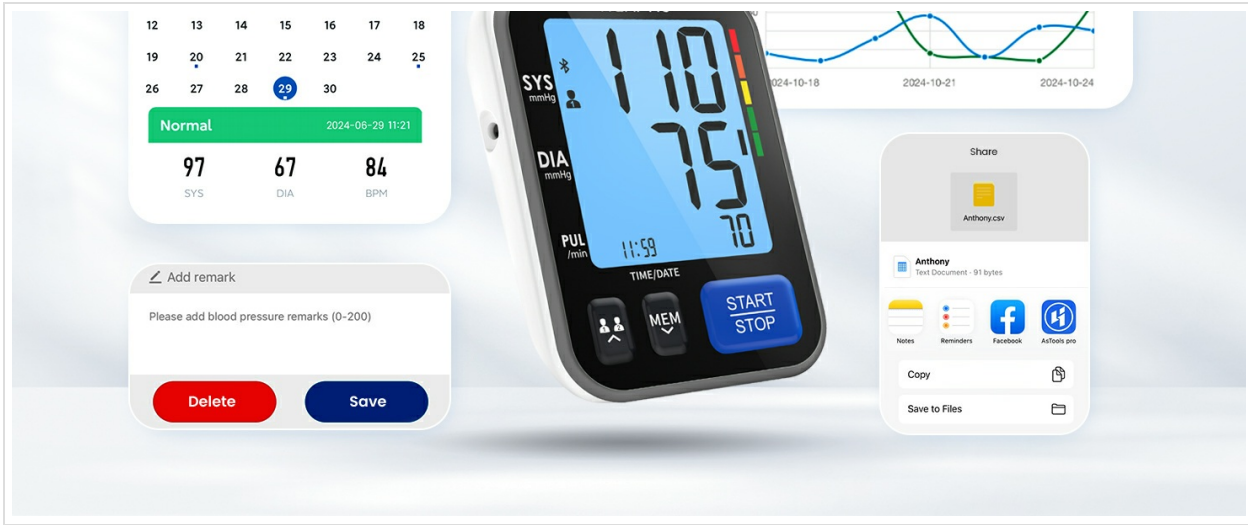 12 13 14 15 16 17 18
19 20 21 22 23 24 25
26 27 28 29 30
Normal 2024-06-29 11:21
97 67 84
SYS DIA BPM
Add remark
Please add blood pressure remarks (0-200)
Delete Save
SYS
mmHg
110
DIA
mmHg
75
PUL
/min
11:59
70
TIME/DATE
MEM
START
STOP
2024-10-18 2024-10-21 2024-10-24
Share
Anthony.csv
Anthony
Text Document - 91 bytes
Notes Reminders Facebook AsTools pro
Copy
Save to Files